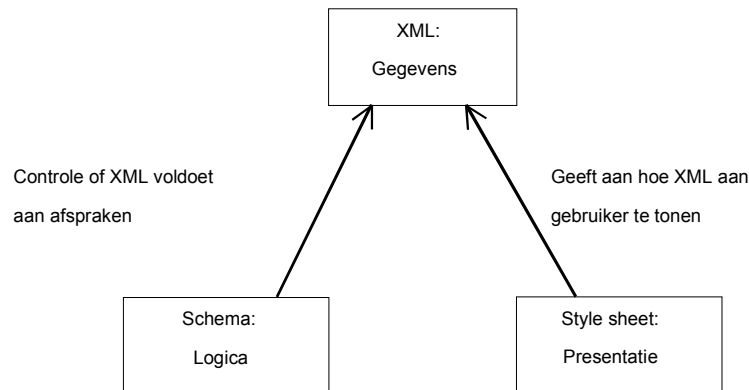 XML:
Gegevens
Controle of XML voldoet
aan afspraken
Geeft aan hoe XML aan
gebruiker te tonen
Schema:
Logica
Style sheet:
Presentatie